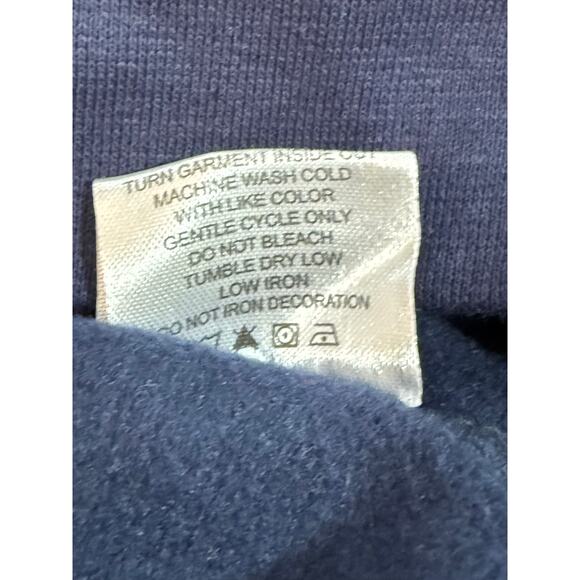 TURN GARMENT INSIDE OUT
MACHINE WASH COLD
WITH LIKE COLOR
GENTLE CYCLE ONLY
DO NOT BLEACH
TUMBLE DRY LOW
LOW IRON
DO NOT IRON DECORATION